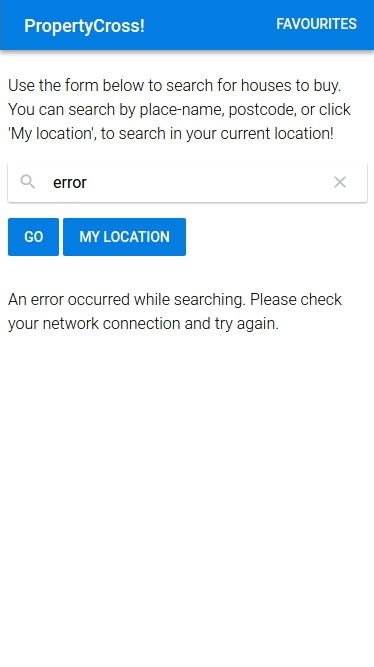 PropertyCross!
FAVOURITES
Use the form below to search for houses to buy.
You can search by place-name, postcode, or click
'My location', to search in your current location!
error
GO
MY LOCATION
An error occurred while searching. Please check
your network connection and try again.